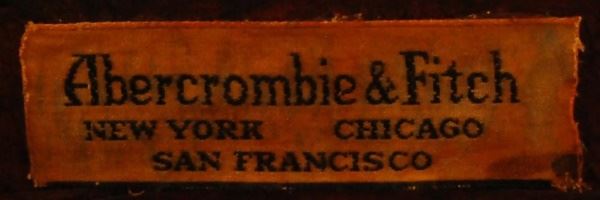 Abercrombie & Fitch
NEW YORK CHICAGO
SAN FRANCISCO